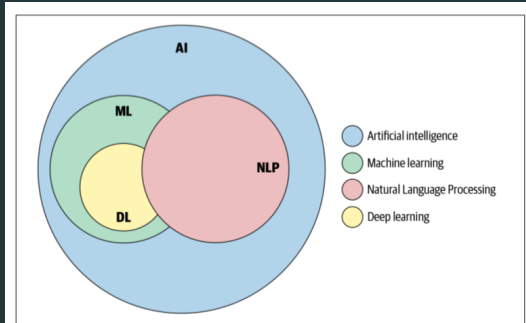 AI
ML
NLP
DL
Artificial intelligence
Machine learning
Natural Language Processing
Deep learning